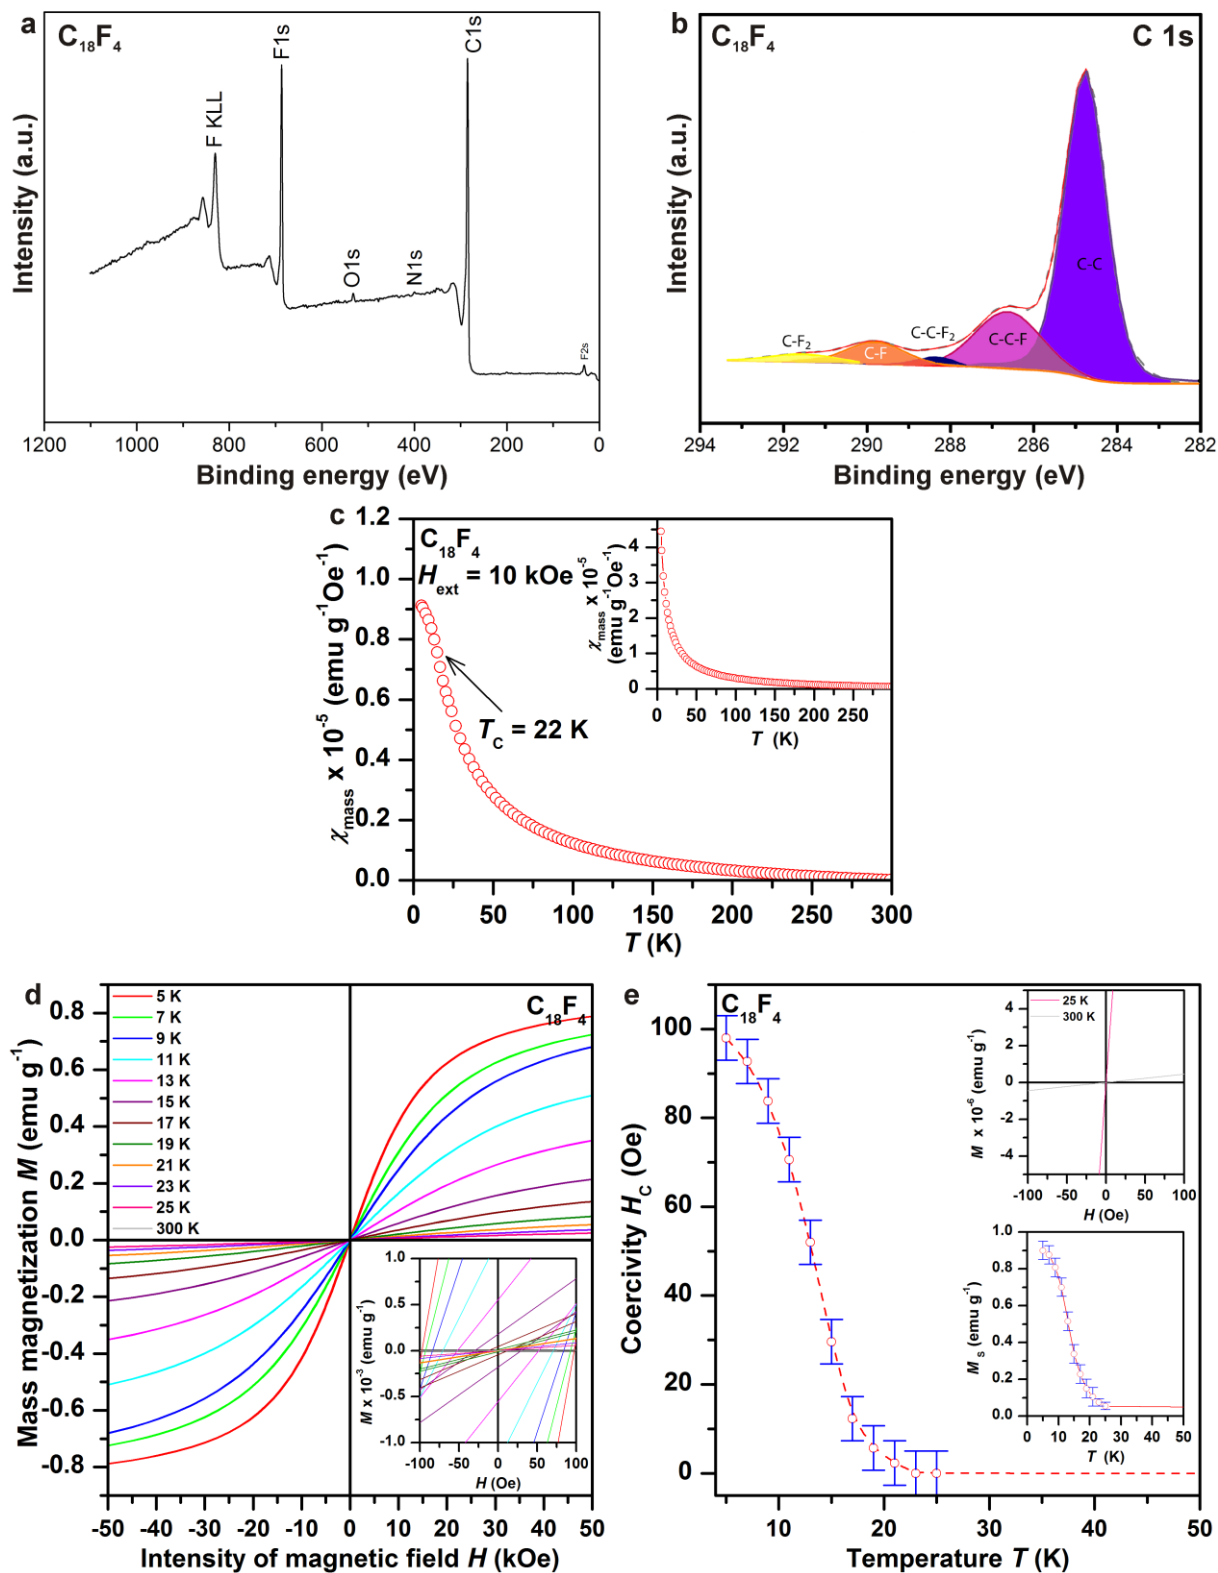 a
C18F4
F KLL
F1s
O1s
N1s
C1s
F2s
Intensity (a.u.)
1200 1000 800 600 400 200 0
Binding energy (eV)
b
C18F4
C 1s
C-F2
C-F
C-C-F2
C-C-F
C-C
Intensity (a.u.)
294 292 290 288 286 284 282
Binding energy (eV)
c
C18F4
Hext = 10 kOe
TC = 22 K
χmass x 10-5 (emu g-1Oe-1)
1.2
1.0
0.8
0.6
0.4
0.2
0.0
0 50 100 150 200 250 300
T (K)
χmass x 10-5
(emu g-1Oe-1)
4
3
2
1
0
0 50 100 150 200 250
T (K)
d
C18F4
5 K
7 K
9 K
11 K
13 K
15 K
17 K
19 K
21 K
23 K
25 K
300 K
Mass magnetization M (emu g-1)
0.8
0.6
0.4
0.2
0.0
-0.2
-0.4
-0.6
-0.8
-50 -40 -30 -20 -10 0 10 20 30 40 50
Intensity of magnetic field H (kOe)
M x 10-3 (emu g-1)
1.0
0.5
0.0
-0.5
-1.0
-100 -50 0 50 100
H (Oe)
e
C18F4
Coercivity HC (Oe)
100
80
60
40
20
0
10 20 30 40 50
Temperature T (K)
25 K
300 K
M x 10-6 (emu g-1)
4
2
0
-2
-4
-100 -50 0 50 100
H (Oe)
MS (emu g-1)
1.0
0.8
0.6
0.4
0.2
0.0
0 10 20 30 40 50
T (K)